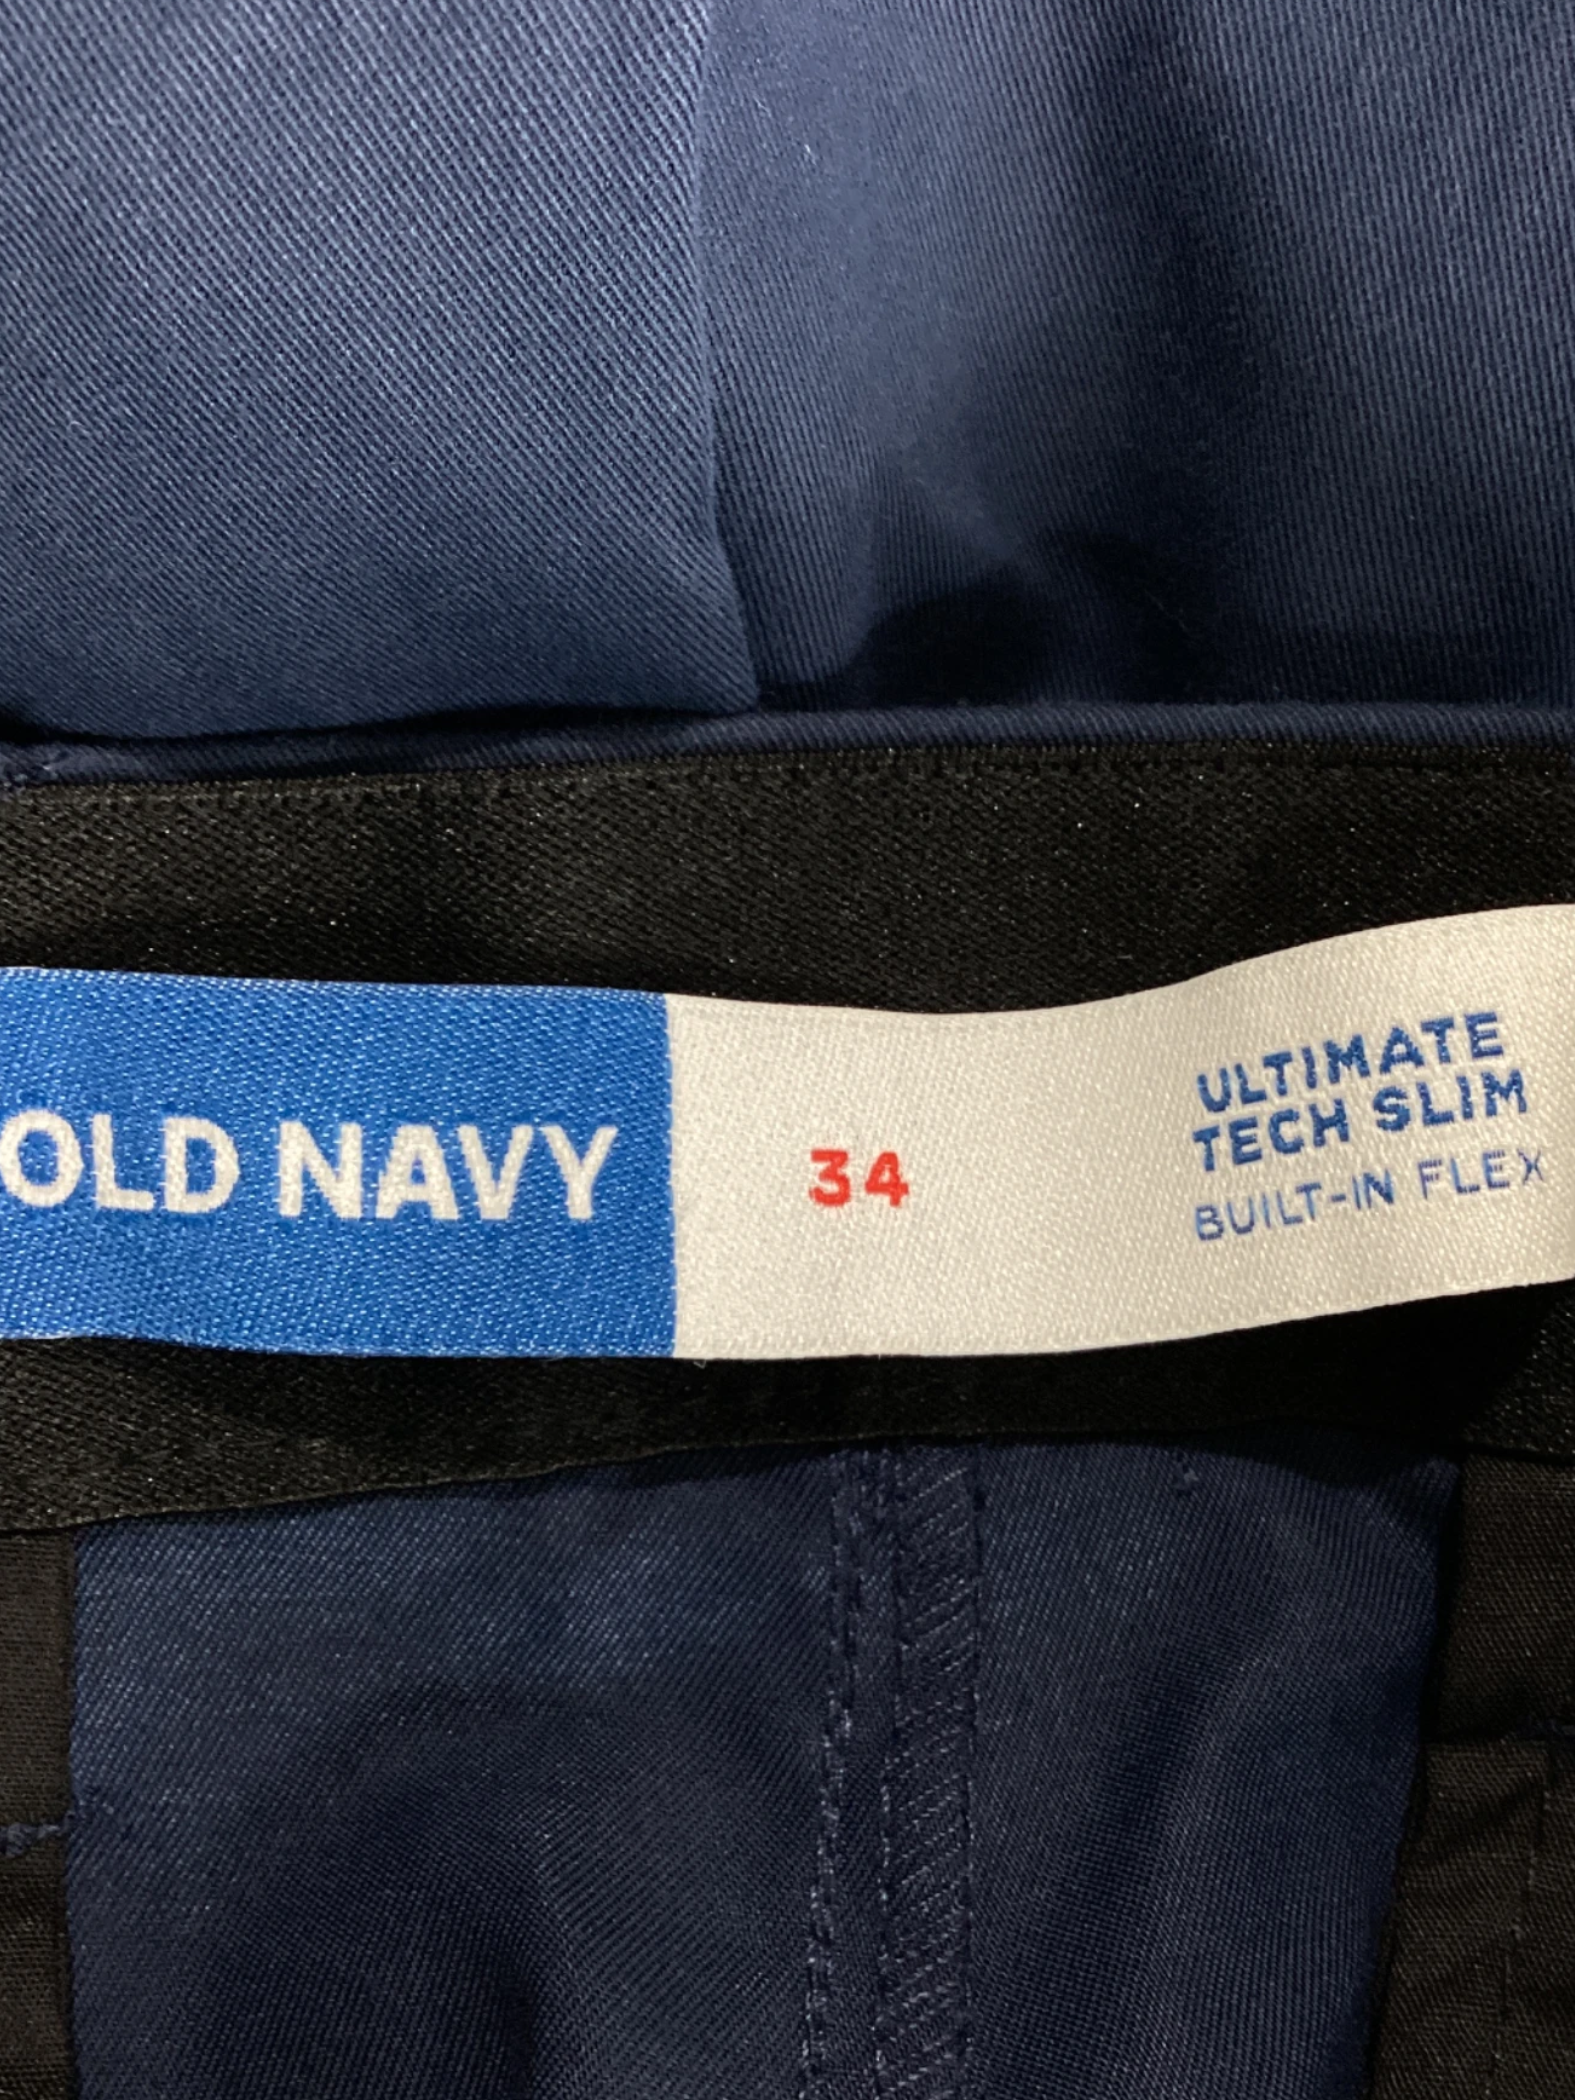 OLD NAVY
34
ULTIMATE
TECH SLIM
BUILT-IN FLEX